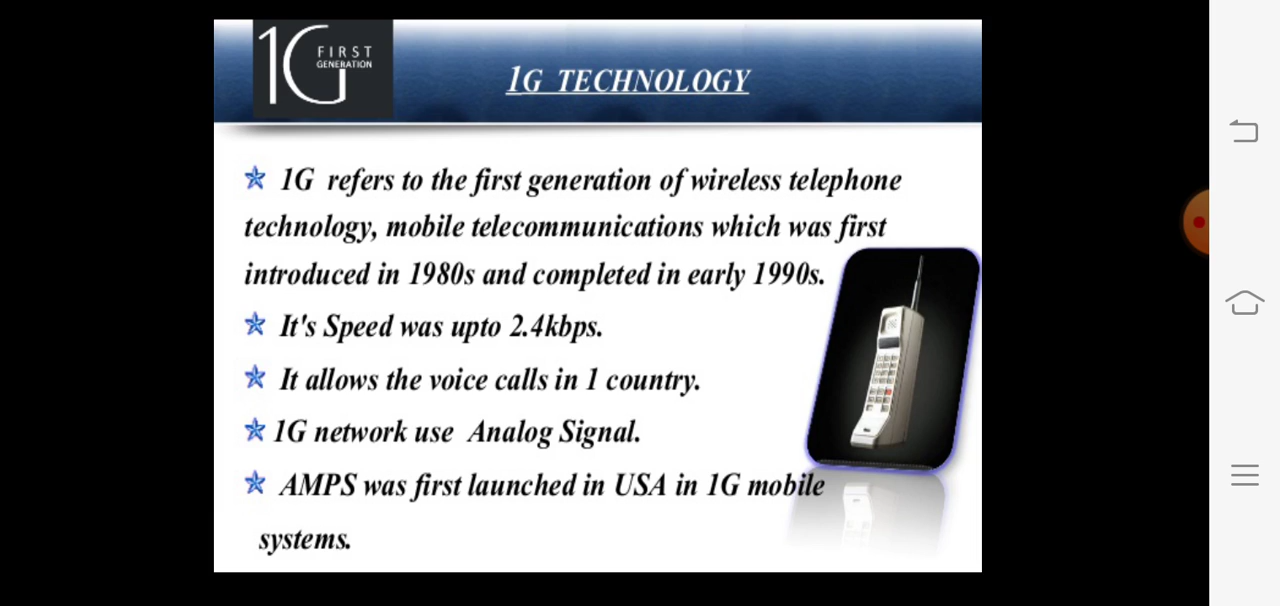 1G FIRST
GENERATION
1G TECHNOLOGY
1G refers to the first generation of wireless telephone
technology, mobile telecommunications which was first
introduced in 1980s and completed in early 1990s.
It's Speed was upto 2.4kbps.
It allows the voice calls in 1 country.
1G network use Analog Signal.
AMPS was first launched in USA in 1G mobile
systems.